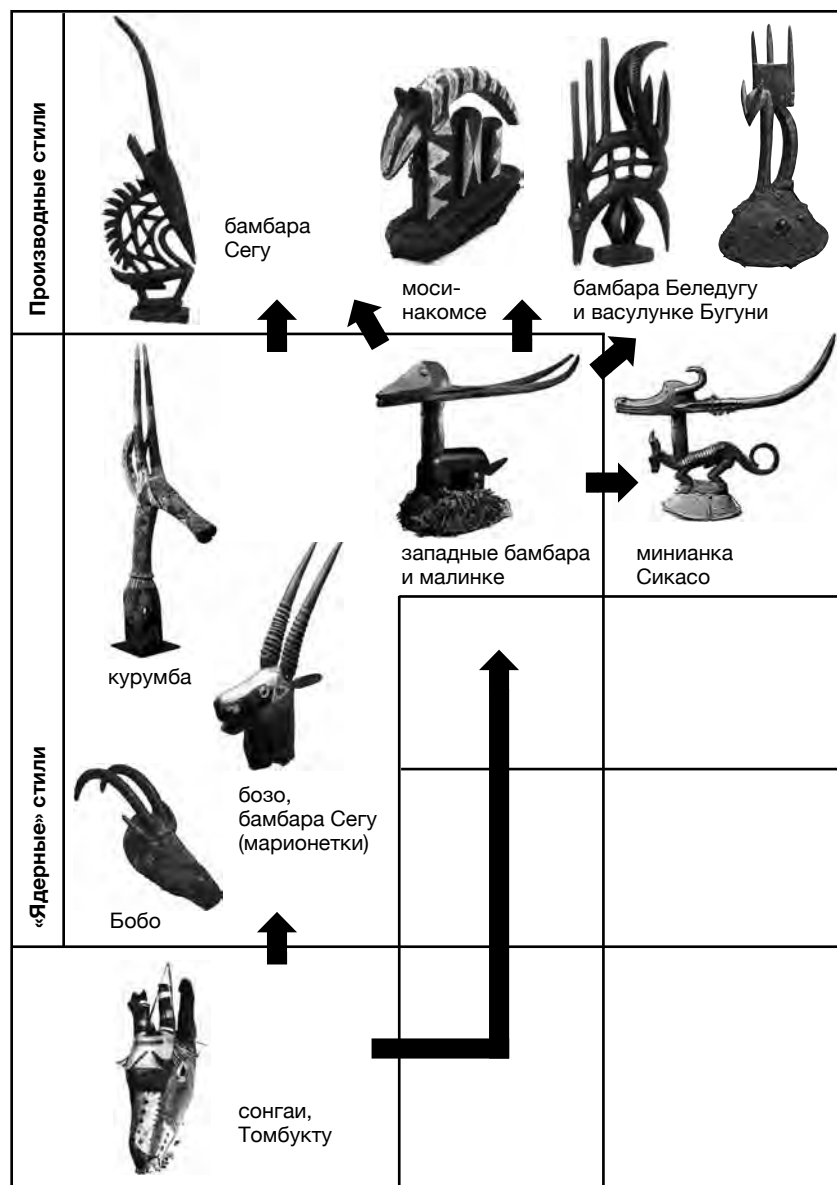 Производные стили
бамбара
Сегу
моси-
накомсе
бамбара Беледугу
и васулунке Бугуни
«Ядерные» стили
западные бамбара
и малинке
минианка
Сикасо
курумба
бозо,
бамбара Сегу
(марионетки)
Бобо
сонгаи,
Томбукту